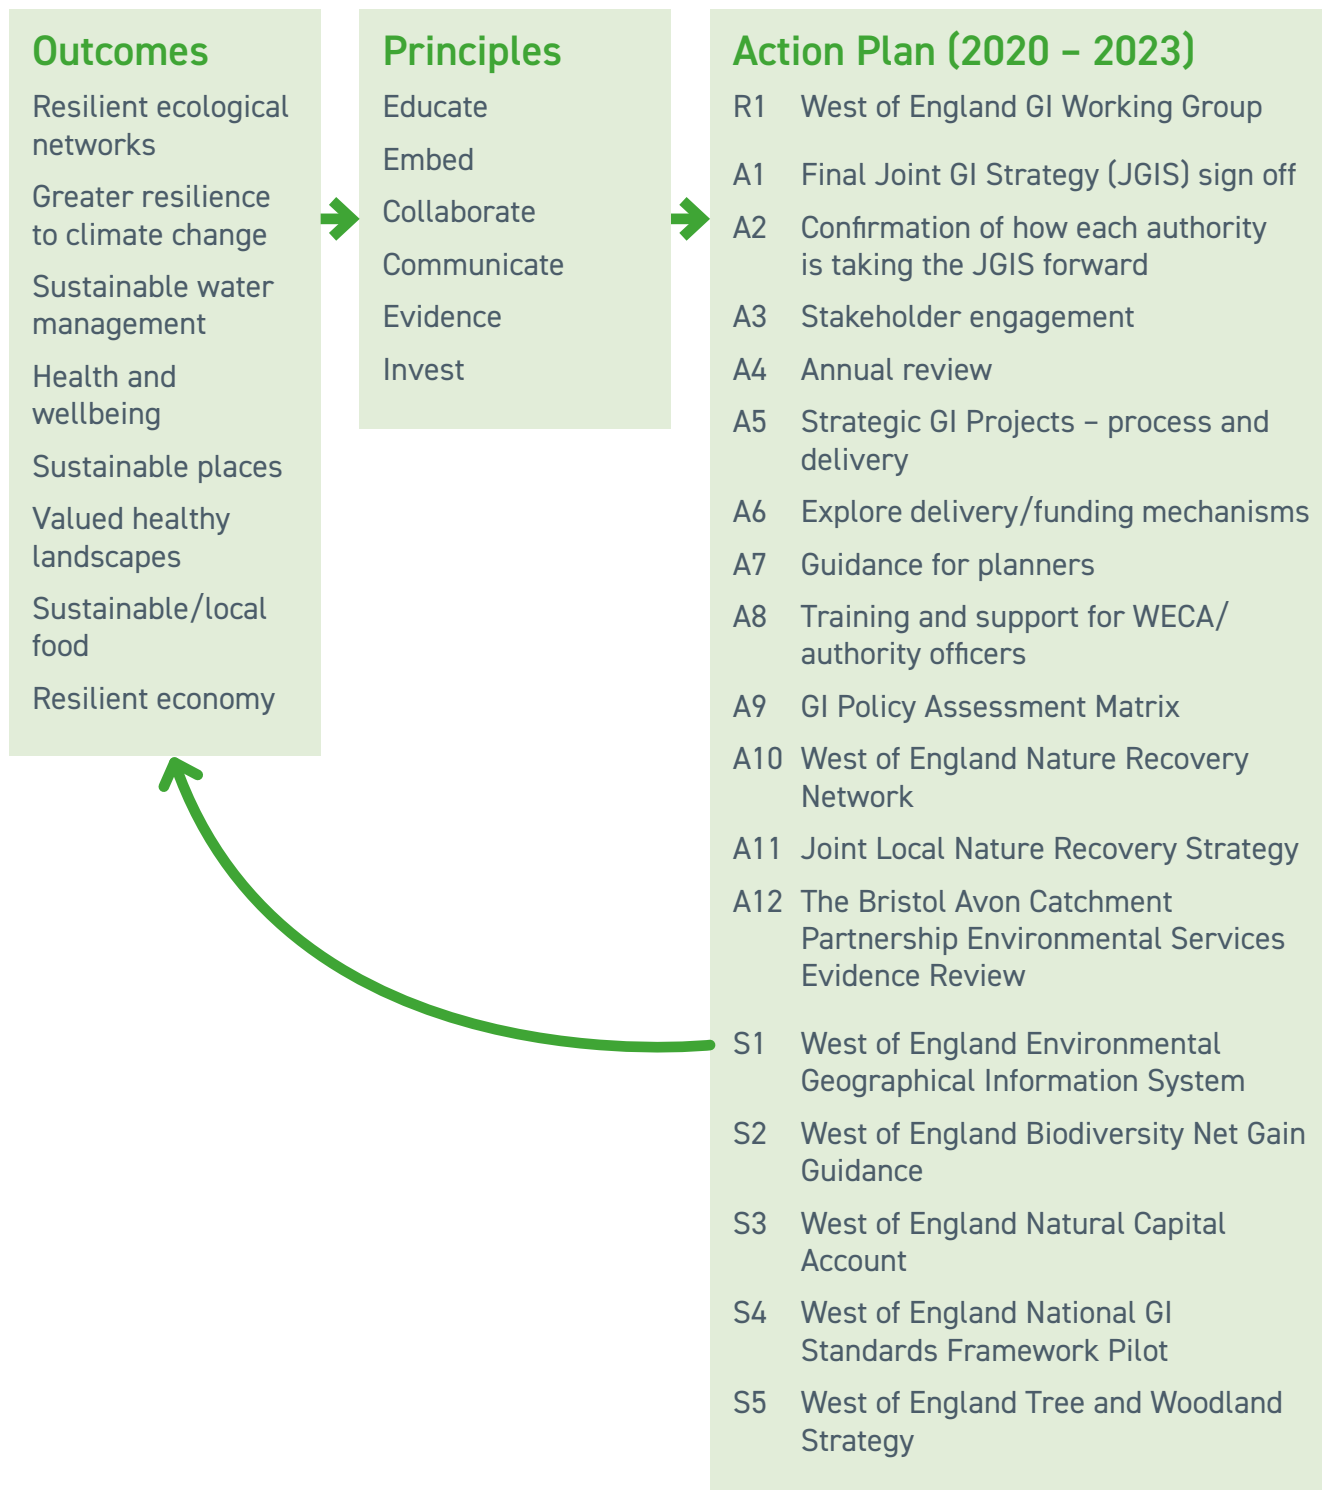 Outcomes
Resilient ecological
networks
Greater resilience
to climate change
Sustainable water
management
Health and
wellbeing
Sustainable places
Valued healthy
landscapes
Sustainable/local
food
Resilient economy
Principles
Educate
Embed
Collaborate
Communicate
Evidence
Invest
Action Plan (2020 – 2023)
R1 West of England GI Working Group
A1 Final Joint GI Strategy (JGIS) sign off
A2 Confirmation of how each authority
is taking the JGIS forward
A3 Stakeholder engagement
A4 Annual review
A5 Strategic GI Projects – process and
delivery
A6 Explore delivery/funding mechanisms
A7 Guidance for planners
A8 Training and support for WECA/
authority officers
A9 GI Policy Assessment Matrix
A10 West of England Nature Recovery
Network
A11 Joint Local Nature Recovery Strategy
A12 The Bristol Avon Catchment
Partnership Environmental Services
Evidence Review
S1 West of England Environmental
Geographical Information System
S2 West of England Biodiversity Net Gain
Guidance
S3 West of England Natural Capital
Account
S4 West of England National GI
Standards Framework Pilot
S5 West of England Tree and Woodland
Strategy